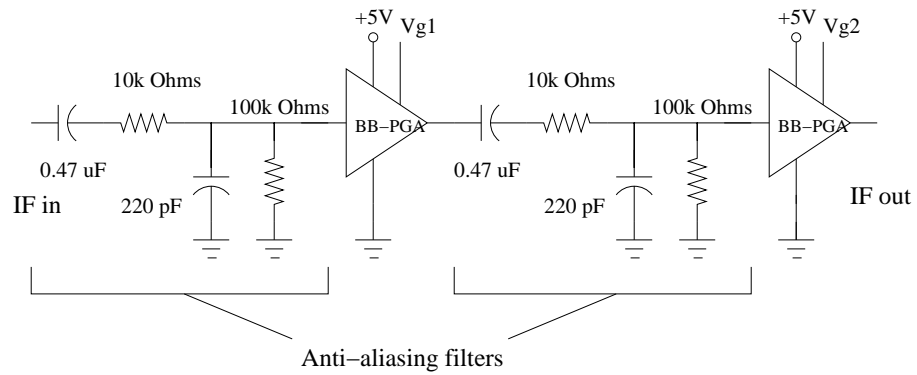 +5V
Vg1
+5V
Vg2
10k Ohms
10k Ohms
100k Ohms
100k Ohms
BB−PGA
BB−PGA
0.47 uF
0.47 uF
IF in
220 pF
220 pF
IF out
Anti−aliasing filters